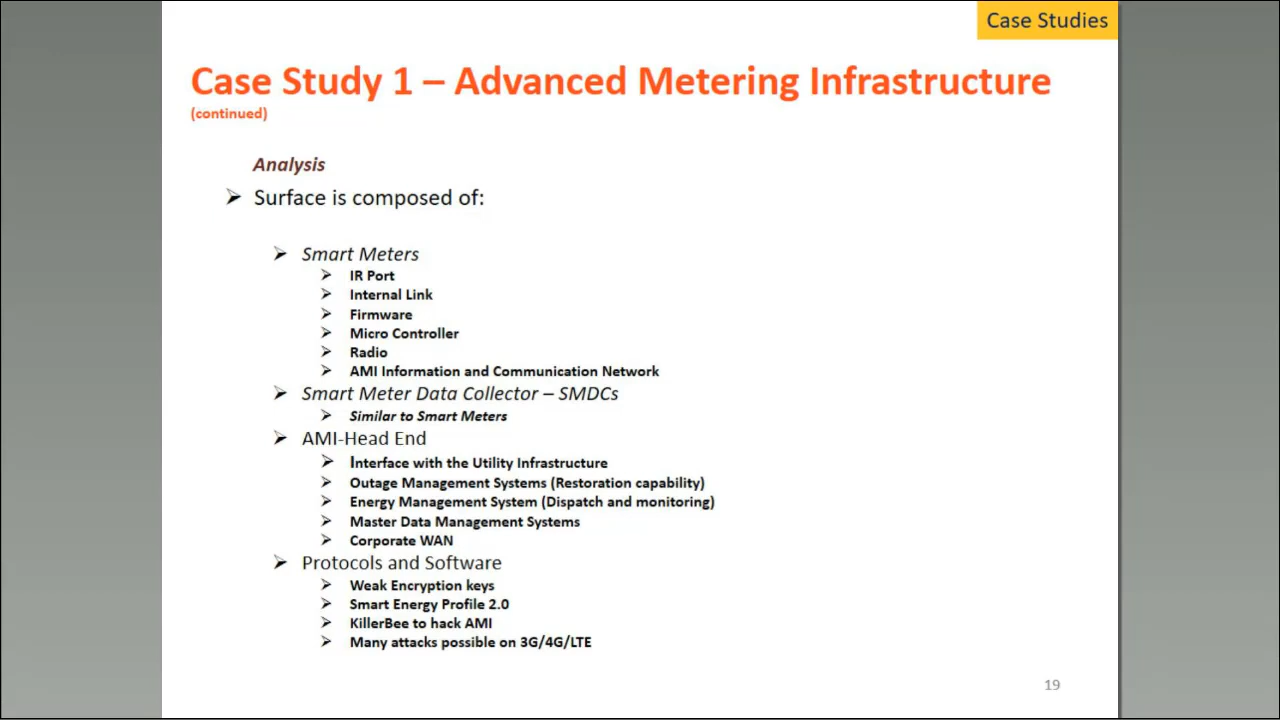 Case Studies
Case Study 1 – Advanced Metering Infrastructure
(continued)
Analysis
Surface is composed of:
Smart Meters
IR Port
Internal Link
Firmware
Micro Controller
Radio
AMI Information and Communication Network
Smart Meter Data Collector – SMDCs
Similar to Smart Meters
AMI-Head End
Interface with the Utility Infrastructure
Outage Management Systems (Restoration capability)
Energy Management System (Dispatch and monitoring)
Master Data Management Systems
Corporate WAN
Protocols and Software
Weak Encryption keys
Smart Energy Profile 2.0
KillerBee to hack AMI
Many attacks possible on 3G/4G/LTE
19